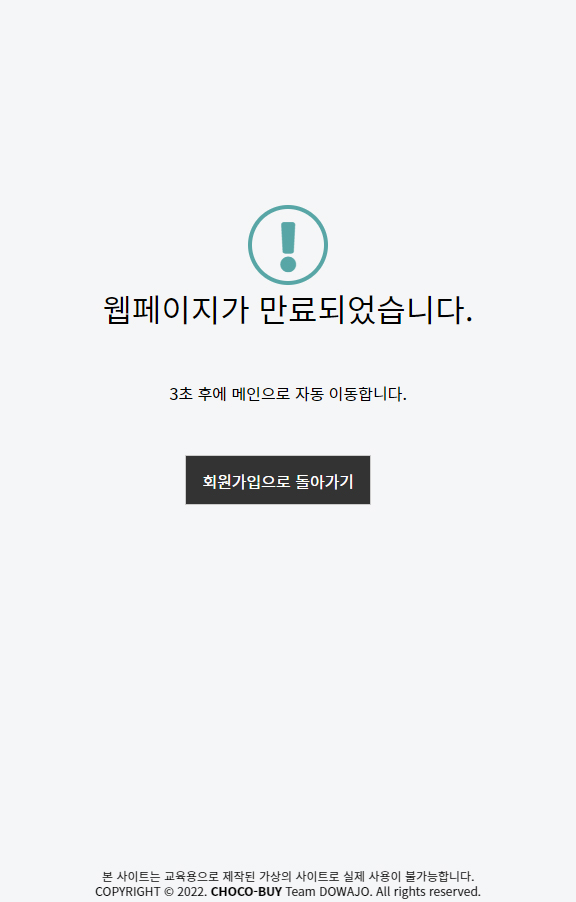 웹페이지가 만료되었습니다.
3초 후에 메인으로 자동 이동합니다.
회원가입으로 돌아가기
본 사이트는 교육용으로 제작된 가상의 사이트로 실제 사용이 불가능합니다.
COPYRIGHT © 2022. CHOCO-BUY Team DOWAJO. All rights reserved.